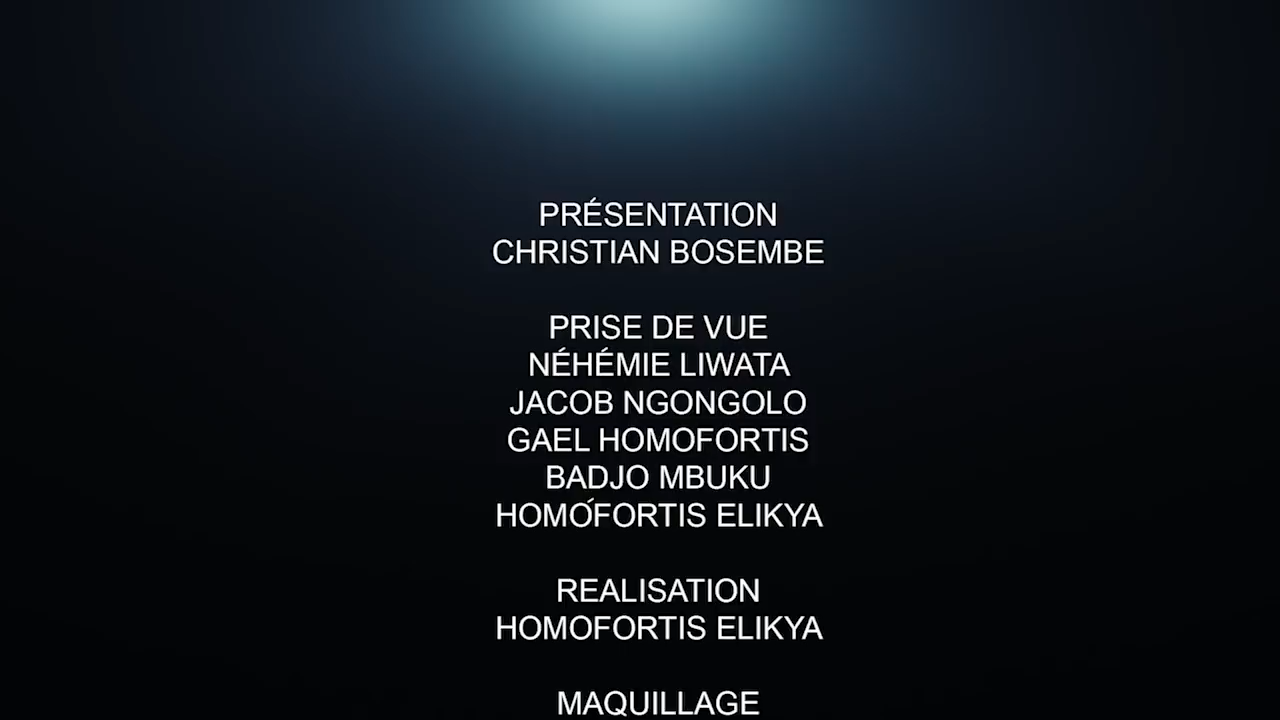 PRÉSENTATION
CHRISTIAN BOSEMBE
PRISE DE VUE
NÉHÉMIE LIWATA
JACOB NGONGOLO
GAEL HOMOFORTIS
BADJO MBUKU
HOMÓFORTIS ELIKYA
REALISATION
HOMOFORTIS ELIKYA
MAQUILLAGE